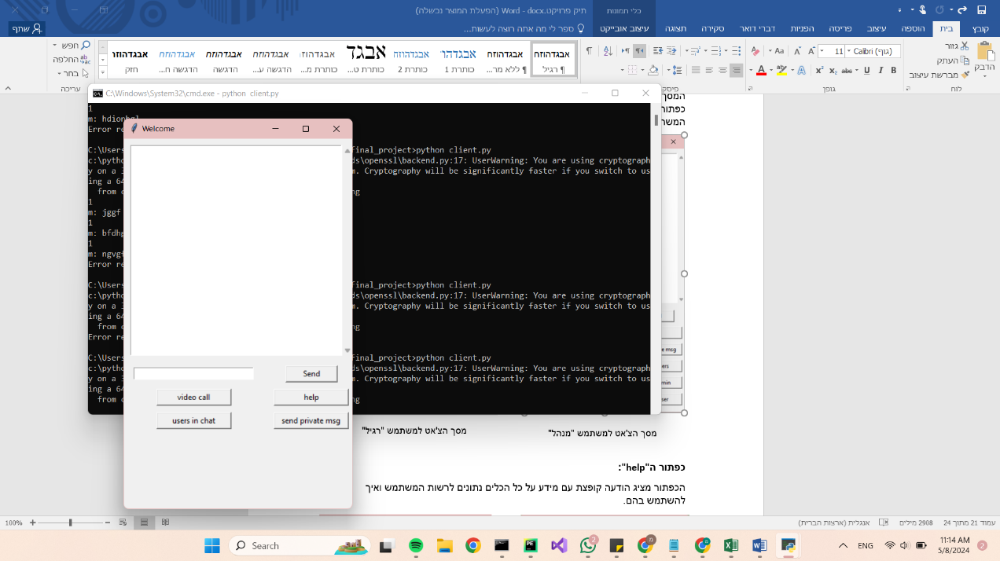 תיק פרויקט.docx - Word (הפעלת המוצר נכשלה)
כלי תמונות
קובץ
בית
הוספה
עיצוב
פריסה
הפניות
דברי דואר
סקירה
תצוגה
עיצוב אובייקט
ספר לי מה אתה רוצה לעשות...
שתף
הדבק
גזור
העתק
מברשת עיצוב
לוח
Calibri (גוף)
11
Aa
B I U abc X₂ X²
גופן
פיסק
אבגדהוזח
¶ רגיל
אבגדהוזח
¶ ללא מר...
אבגדהו
כותרת 1
אבגדהוזח
כותרת 2
אבגד
כותרת ט...
אבגדהוזח
כותרת מ...
אבגדהוזח
הדגשה ע...
אבגדהוזח
הדגשה
אבגדהוזח
הדגשה ח...
אבגדהוזו
חזק
חפש
החלפה
בחר
עריכה
C:\Windows\System32\cmd.exe - python client.py
1
m: hdionhgl
Error re
C:\Users final_project>python client.py
c:\pytho ds\openssl\backend.py:17: UserWarning: You are using cryptograph
y on a 3 m. Cryptography will be significantly faster if you switch to us
ing a 64
from c ng
1
m: jggf
1
m: bfdhg
1
m: ngvgf
Error re
C:\Users final_project>python client.py
c:\pytho ds\openssl\backend.py:17: UserWarning: You are using cryptograph
y on a 3 m. Cryptography will be significantly faster if you switch to us
ing a 64
from c ng
Error re
C:\Users final_project>python client.py
c:\pytho ds\openssl\backend.py:17: UserWarning: You are using cryptograph
y on a 3 m. Cryptography will be significantly faster if you switch to us
ing a 64
from c ng
Welcome
Send
video call
help
users in chat
send private msg
המסך
כפתור
המשת
e msg
ers
min
ser
מסך הצ'אט למשתמש "מנהל"
מסך הצ'אט למשתמש "רגיל"
כפתור ה"help":
הכפתור מציג הודעה קופצת עם מידע על כל הכלים נתונים לרשות המשתמש ואיך
להשתמש בהם.
עמוד 21 מתוך 24
2908 מילים
אנגלית (ארצות הברית)
100%
Search
2
ENG
11:14 AM
5/8/2024
2